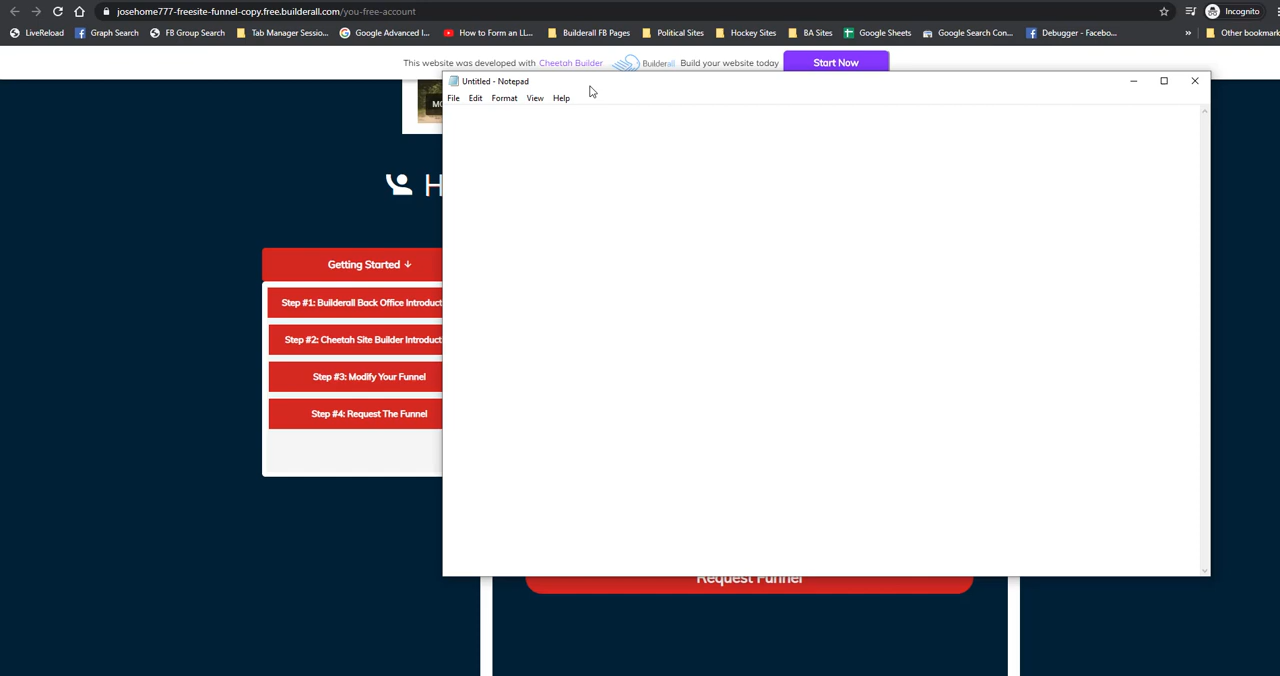 josehome777-freesite-funnel-copy.free.builderall.com/you-free-account
Incognito
LiveReload Graph Search FB Group Search Tab Manager Sessio... Google Advanced I... How to Form an LL... Builderall FB Pages Political Sites Hockey Sites BA Sites Google Sheets Google Search Con... Debugger - Facebo... » Other bookmark
This website was developed with Cheetah Builder Builderall Build your website today Start Now
Untitled - Notepad
File Edit Format View Help
MO
H
Getting Started ↓
Step #1: Builderall Back Office Introduct
Step #2: Cheetah Site Builder Introduct
Step #3: Modify Your Funnel
Step #4: Request The Funnel
Request Funnel